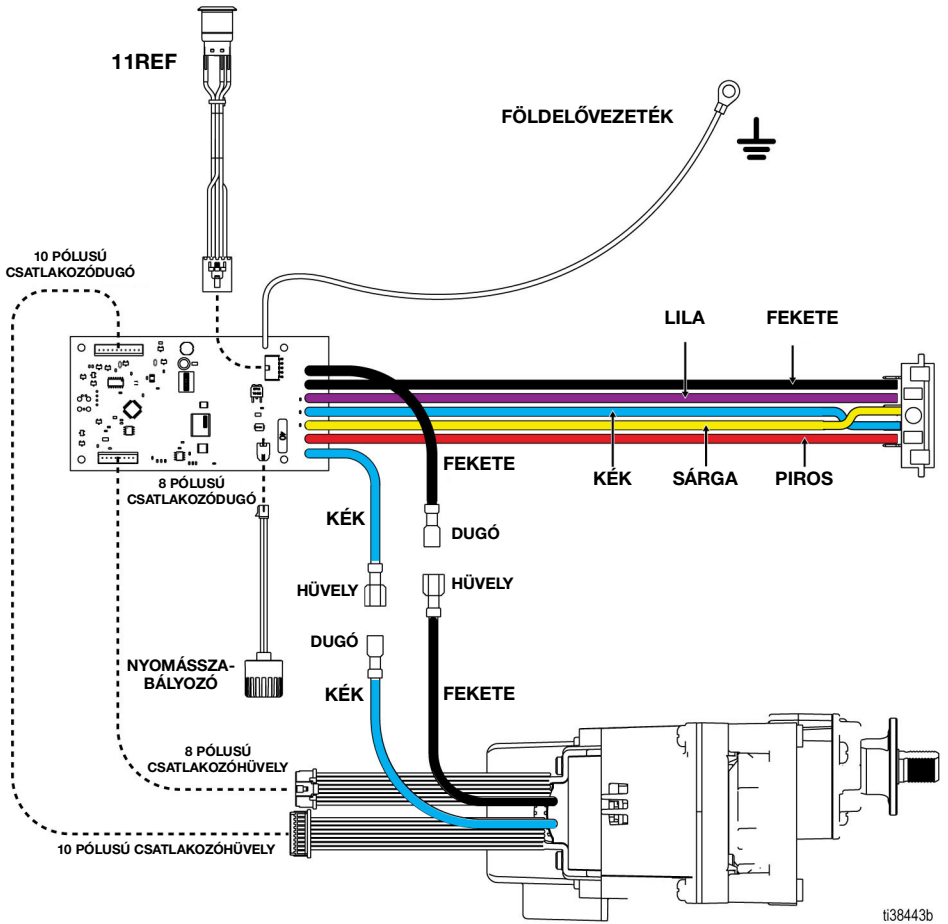 11REF
FÖLDELŐVEZETÉK
10 PÓLUSÚ
CSATLAKOZÓDUGÓ
LILA
FEKETE
FEKETE
KÉK
SÁRGA
PIROS
8 PÓLUSÚ
CSATLAKOZÓDUGÓ
KÉK
DUGÓ
HÜVELY
HÜVELY
DUGÓ
NYOMÁSSZA-
BÁLYOZÓ
KÉK
FEKETE
8 PÓLUSÚ
CSATLAKOZÓHÜVELY
10 PÓLUSÚ CSATLAKOZÓHÜVELY
ti38443b